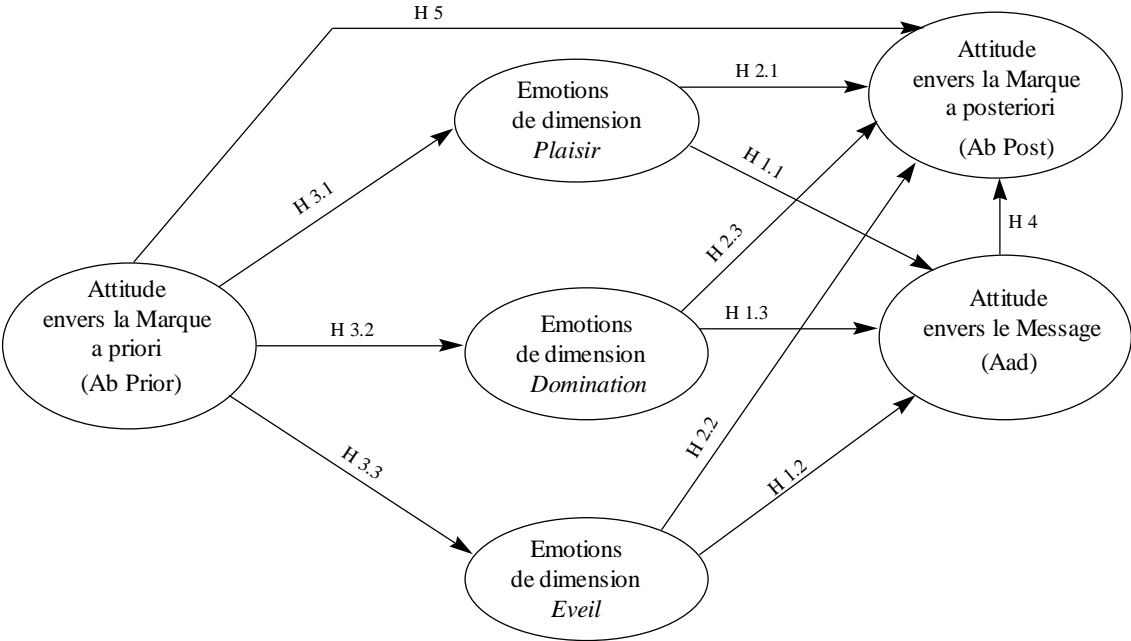 H 5
Attitude
envers la Marque
a posteriori
(Ab Post)
H 2.1
Emotions
de dimension
Plaisir
H 1.1
H 3.1
H 2.3
H 4
Attitude
envers la Marque
a priori
(Ab Prior)
H 3.2
Emotions
de dimension
Domination
H 1.3
Attitude
envers le Message
(Aad)
H 3.3
H 2.2
H 1.2
Emotions
de dimension
Eveil